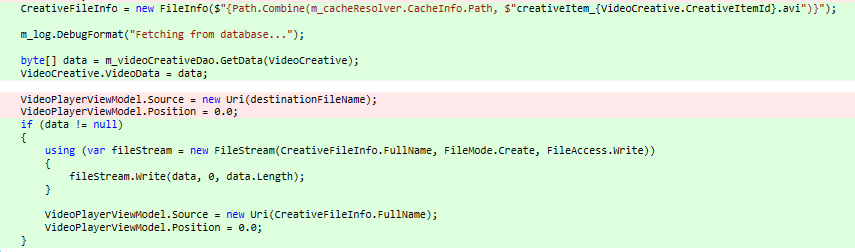 CreativeFileInfo = new FileInfo($"{Path.Combine(m_cacheResolver.CacheInfo.Path, $"creativeItem_{VideoCreative.CreativeItemId}.avi")}");
m_log.DebugFormat("Fetching from database...");
byte[] data = m_videoCreativeDao.GetData(VideoCreative);
VideoCreative.VideoData = data;
VideoPlayerViewModel.Source = new Uri(destinationFileName);
VideoPlayerViewModel.Position = 0.0;
if (data != null)
{
using (var fileStream = new FileStream(CreativeFileInfo.FullName, FileMode.Create, FileAccess.Write))
{
fileStream.Write(data, 0, data.Length);
}
VideoPlayerViewModel.Source = new Uri(CreativeFileInfo.FullName);
VideoPlayerViewModel.Position = 0.0;
}